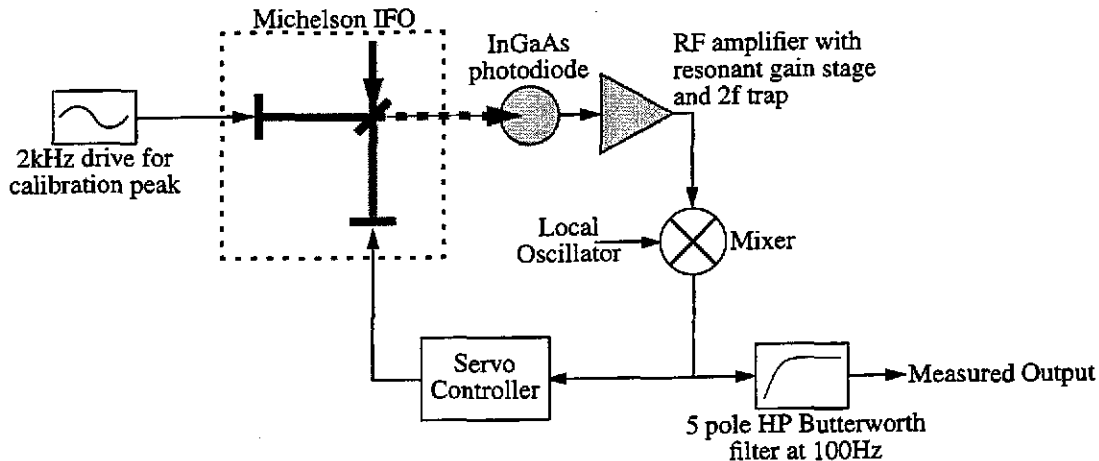 Michelson IFO
InGaAs
photodiode
RF amplifier with
resonant gain stage
and 2f trap
2kHz drive for
calibration peak
Local
Oscillator
Mixer
Servo
Controller
Measured Output
5 pole HP Butterworth
filter at 100Hz